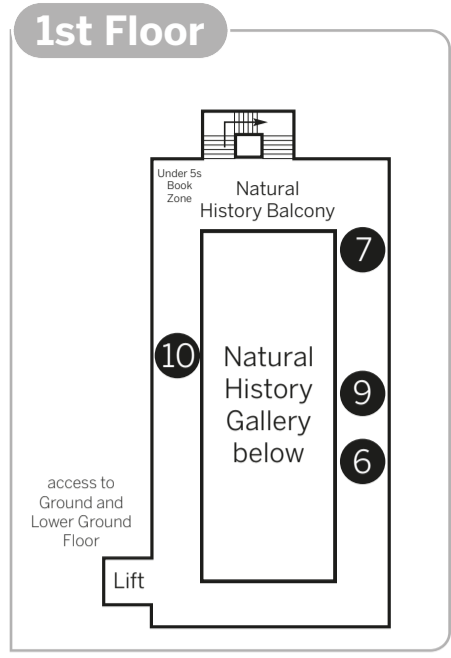 1st Floor
Under 5s
Book
Zone
Natural
History Balcony
7
10
Natural
History
Gallery
below
9
6
access to
Ground and
Lower Ground
Floor
Lift